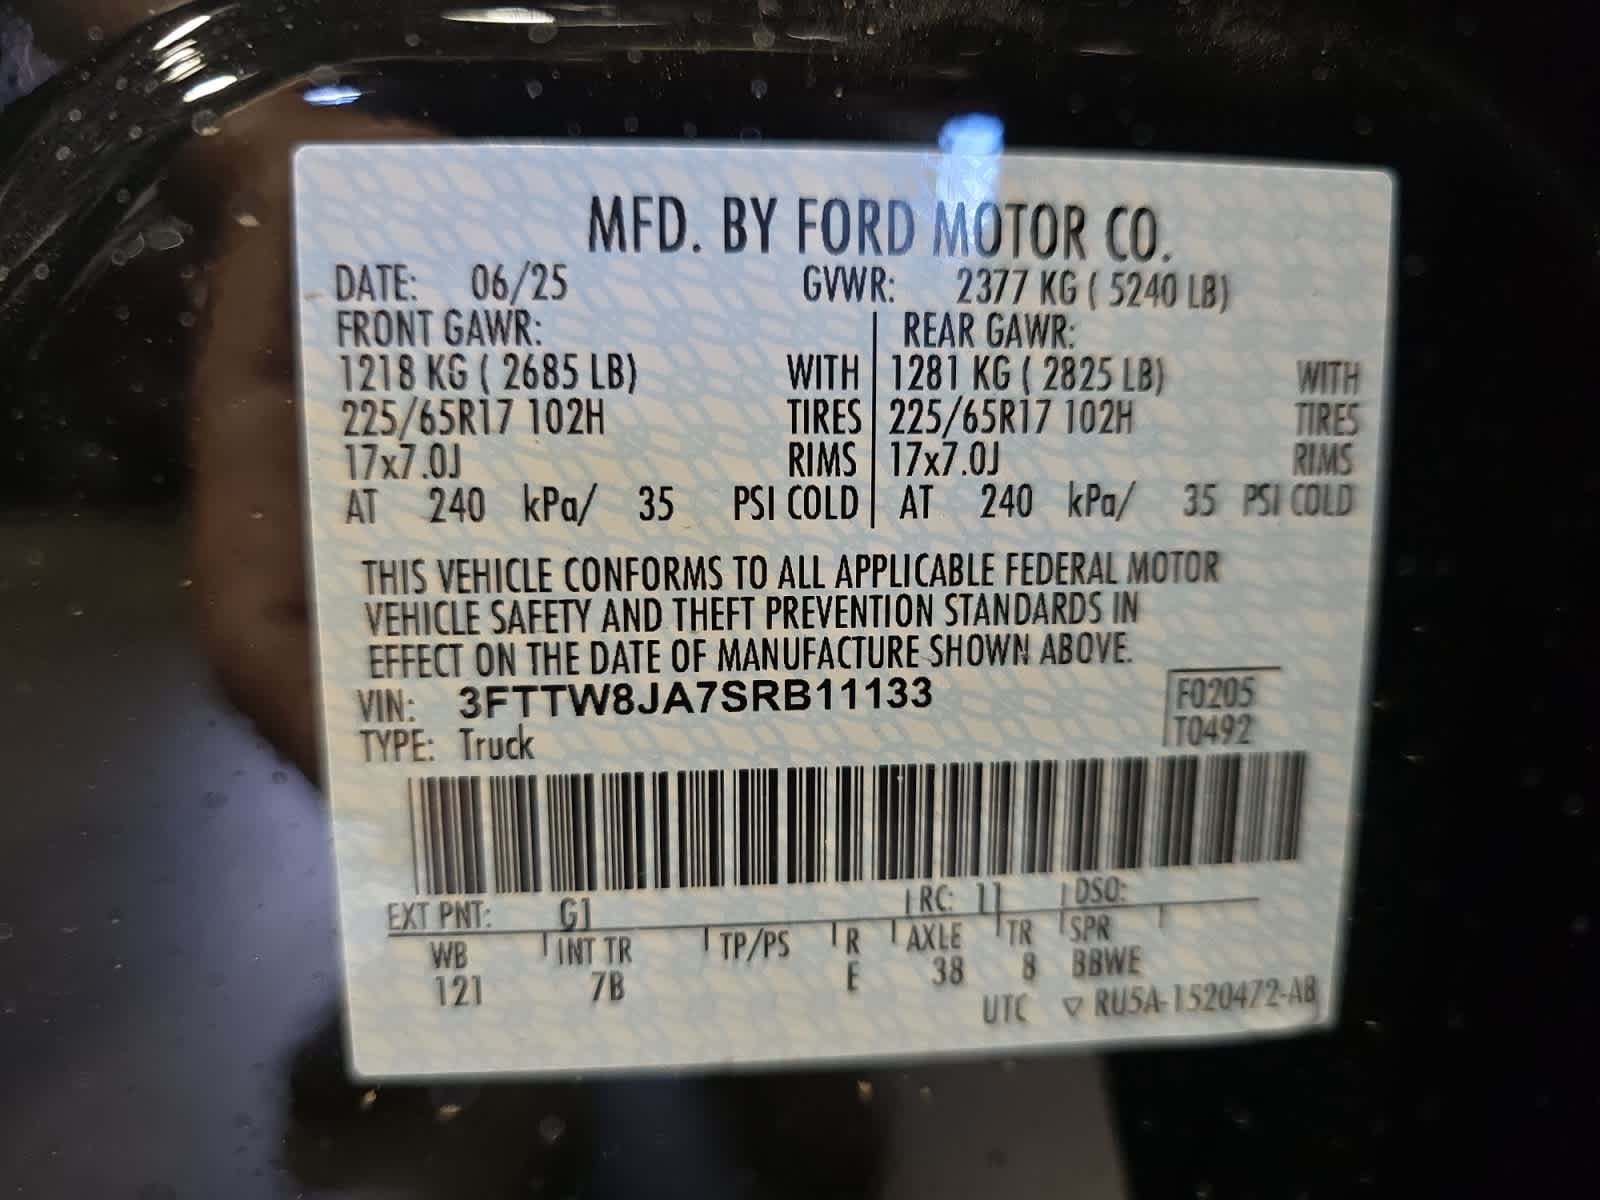 MFD. BY FORD MOTOR CO.
DATE: 06/25 GVWR: 2377 KG ( 5240 LB)
FRONT GAWR: REAR GAWR:
1218 KG ( 2685 LB) WITH 1281 KG ( 2825 LB) WITH
225/65R17 102H TIRES 225/65R17 102H TIRES
17x7.0J RIMS 17x7.0J RIMS
AT 240 kPa/ 35 PSI COLD AT 240 kPa/ 35 PSI COLD
THIS VEHICLE CONFORMS TO ALL APPLICABLE FEDERAL MOTOR
VEHICLE SAFETY AND THEFT PREVENTION STANDARDS IN
EFFECT ON THE DATE OF MANUFACTURE SHOWN ABOVE.
VIN: 3FTTW8JA7SRB11133 F0205
TYPE: Truck T0492
EXT PNT: G1 RC: 11 DSO:
WB INT TR TP/PS R AXLE TR SPR
121 7B E 38 8 BBWE
UTC ▽ RU5A-1520472-AB